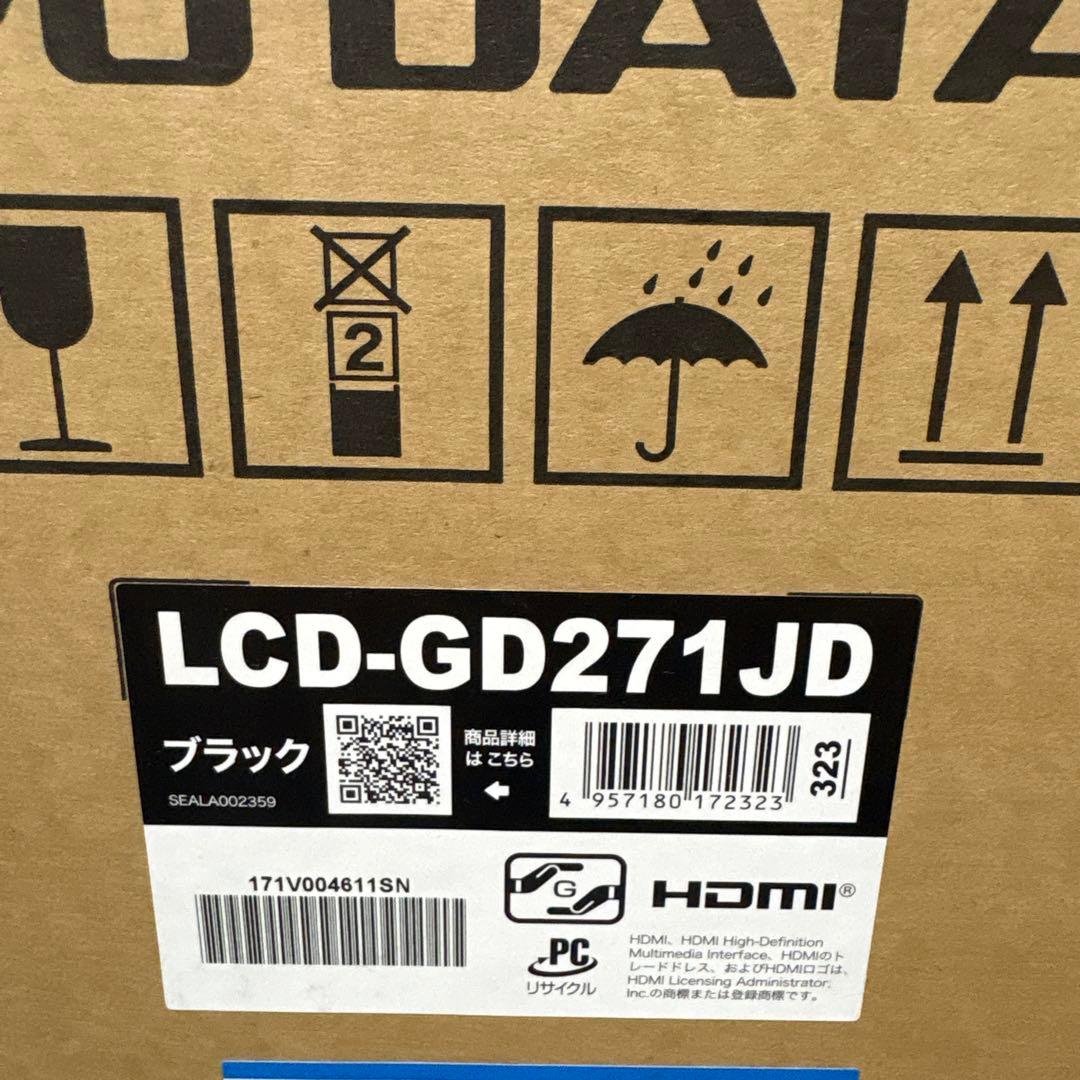 O DATA
2
LCD-GD271JD
ブラック
商品詳細
は こちら
SEALA002359
4 957180 172323
323
171V004611SN
G
HDMI®
PC
リサイクル
HDMI、HDMI High-Definition
Multimedia Interface、HDMIのト
レードドレス、およびHDMIロゴは、
HDMI Licensing Administrator,
Inc.の商標または登録商標です。